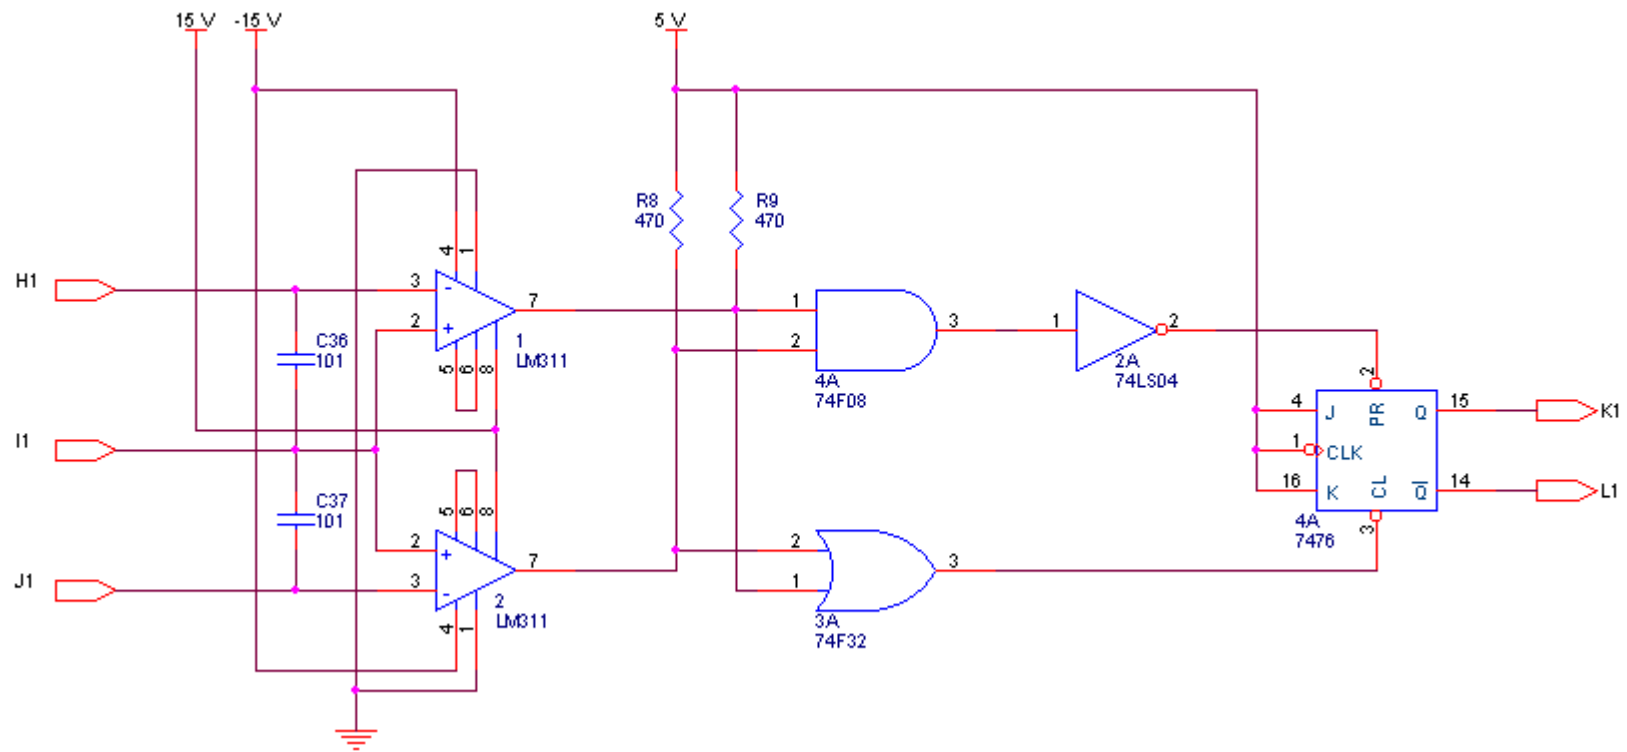 15 V
-15 V
5 V
R8
470
R9
470
4
1
H1
3
-
2
+
7
1
LM311
5
6
8
C36
101
1
2
3
4A
74F08
1
2
2A
74LS04
2
4
J
PR
Q
15
K1
1
CLK
16
K
CL
Q
14
L1
3
4A
7476
I1
C37
101
5
6
8
2
+
3
-
7
2
LM311
4
1
J1
2
1
3
3A
74F32